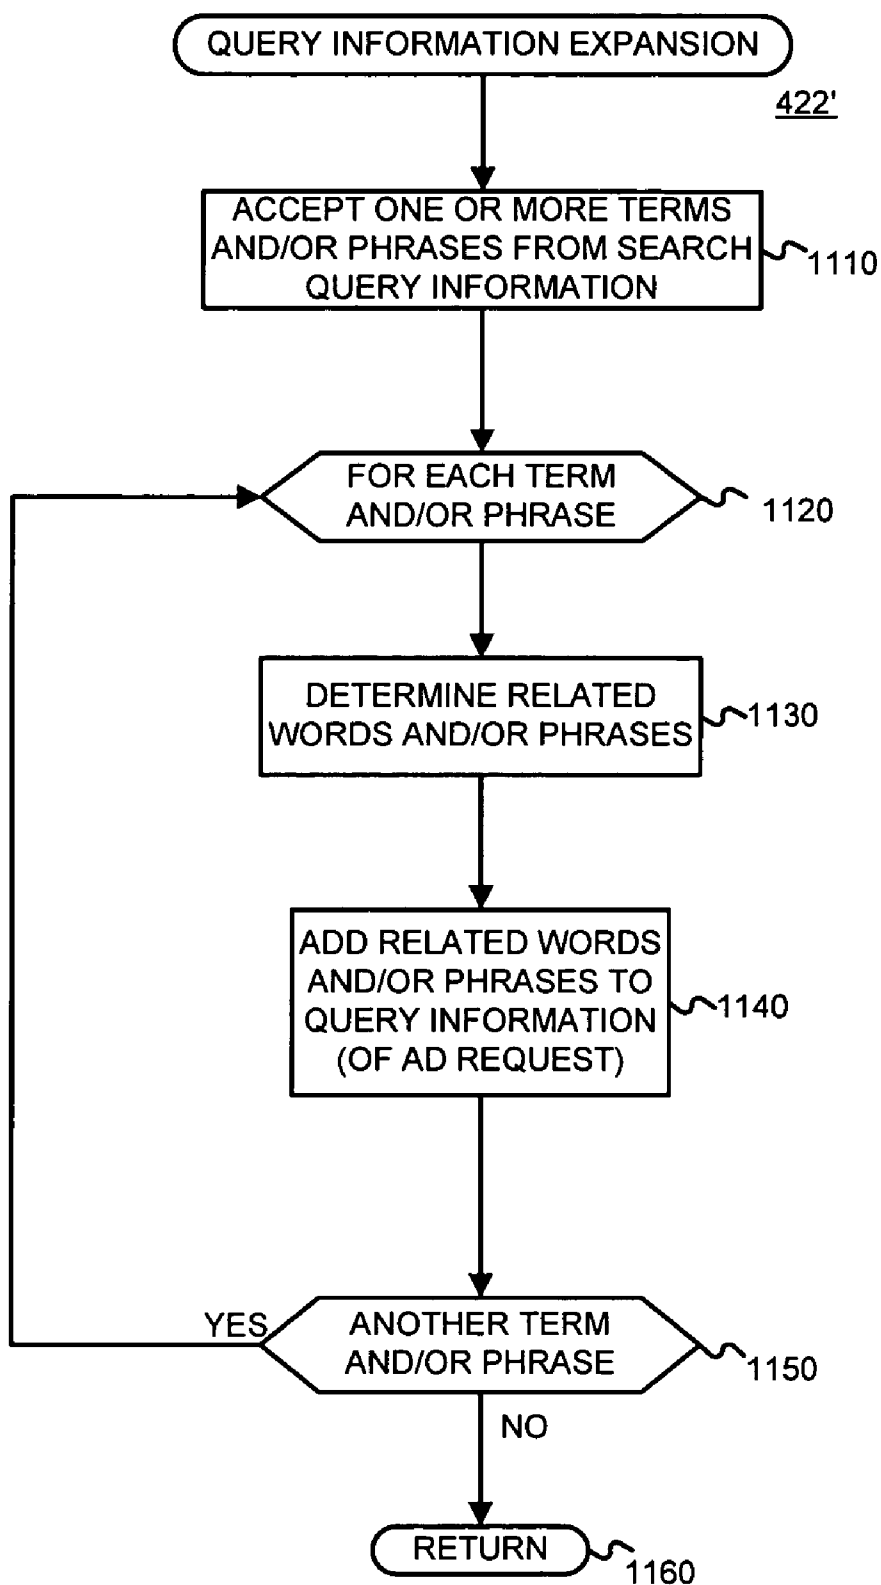 QUERY INFORMATION EXPANSION
422'
ACCEPT ONE OR MORE TERMS
AND/OR PHRASES FROM SEARCH
QUERY INFORMATION
1110
FOR EACH TERM
AND/OR PHRASE
1120
DETERMINE RELATED
WORDS AND/OR PHRASES
1130
ADD RELATED WORDS
AND/OR PHRASES TO
QUERY INFORMATION
(OF AD REQUEST)
1140
YES
ANOTHER TERM
AND/OR PHRASE
1150
NO
RETURN
1160